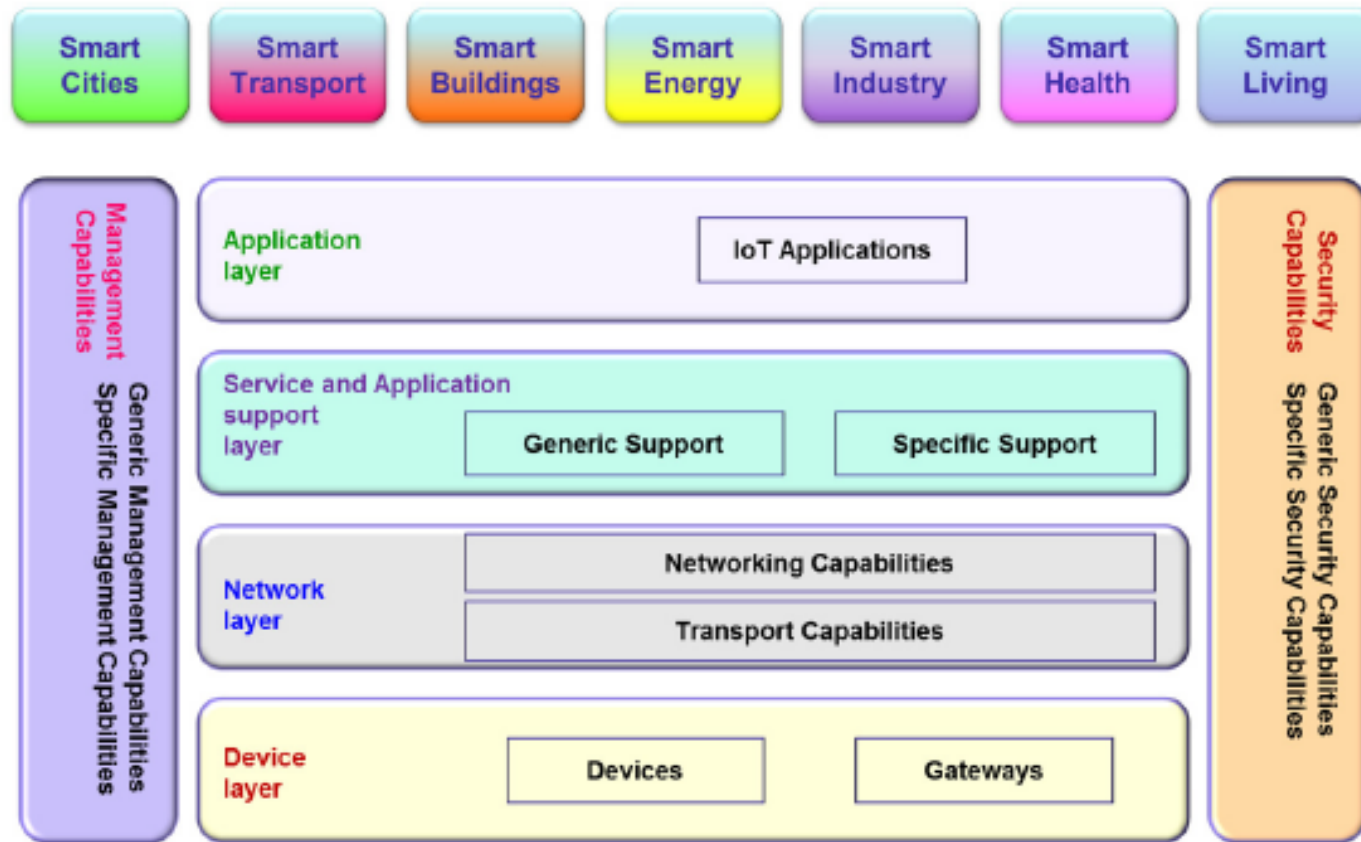 Smart
Cities
Smart
Transport
Smart
Buildings
Smart
Energy
Smart
Industry
Smart
Health
Smart
Living
Management
Capabilities
Generic Management Capabilities
Specific Management Capabilities
Application
layer
IoT Applications
Service and Application
support
layer
Generic Support
Specific Support
Network
layer
Networking Capabilities
Transport Capabilities
Device
layer
Devices
Gateways
Security
Capabilities
Generic Security Capabilities
Specific Security Capabilities